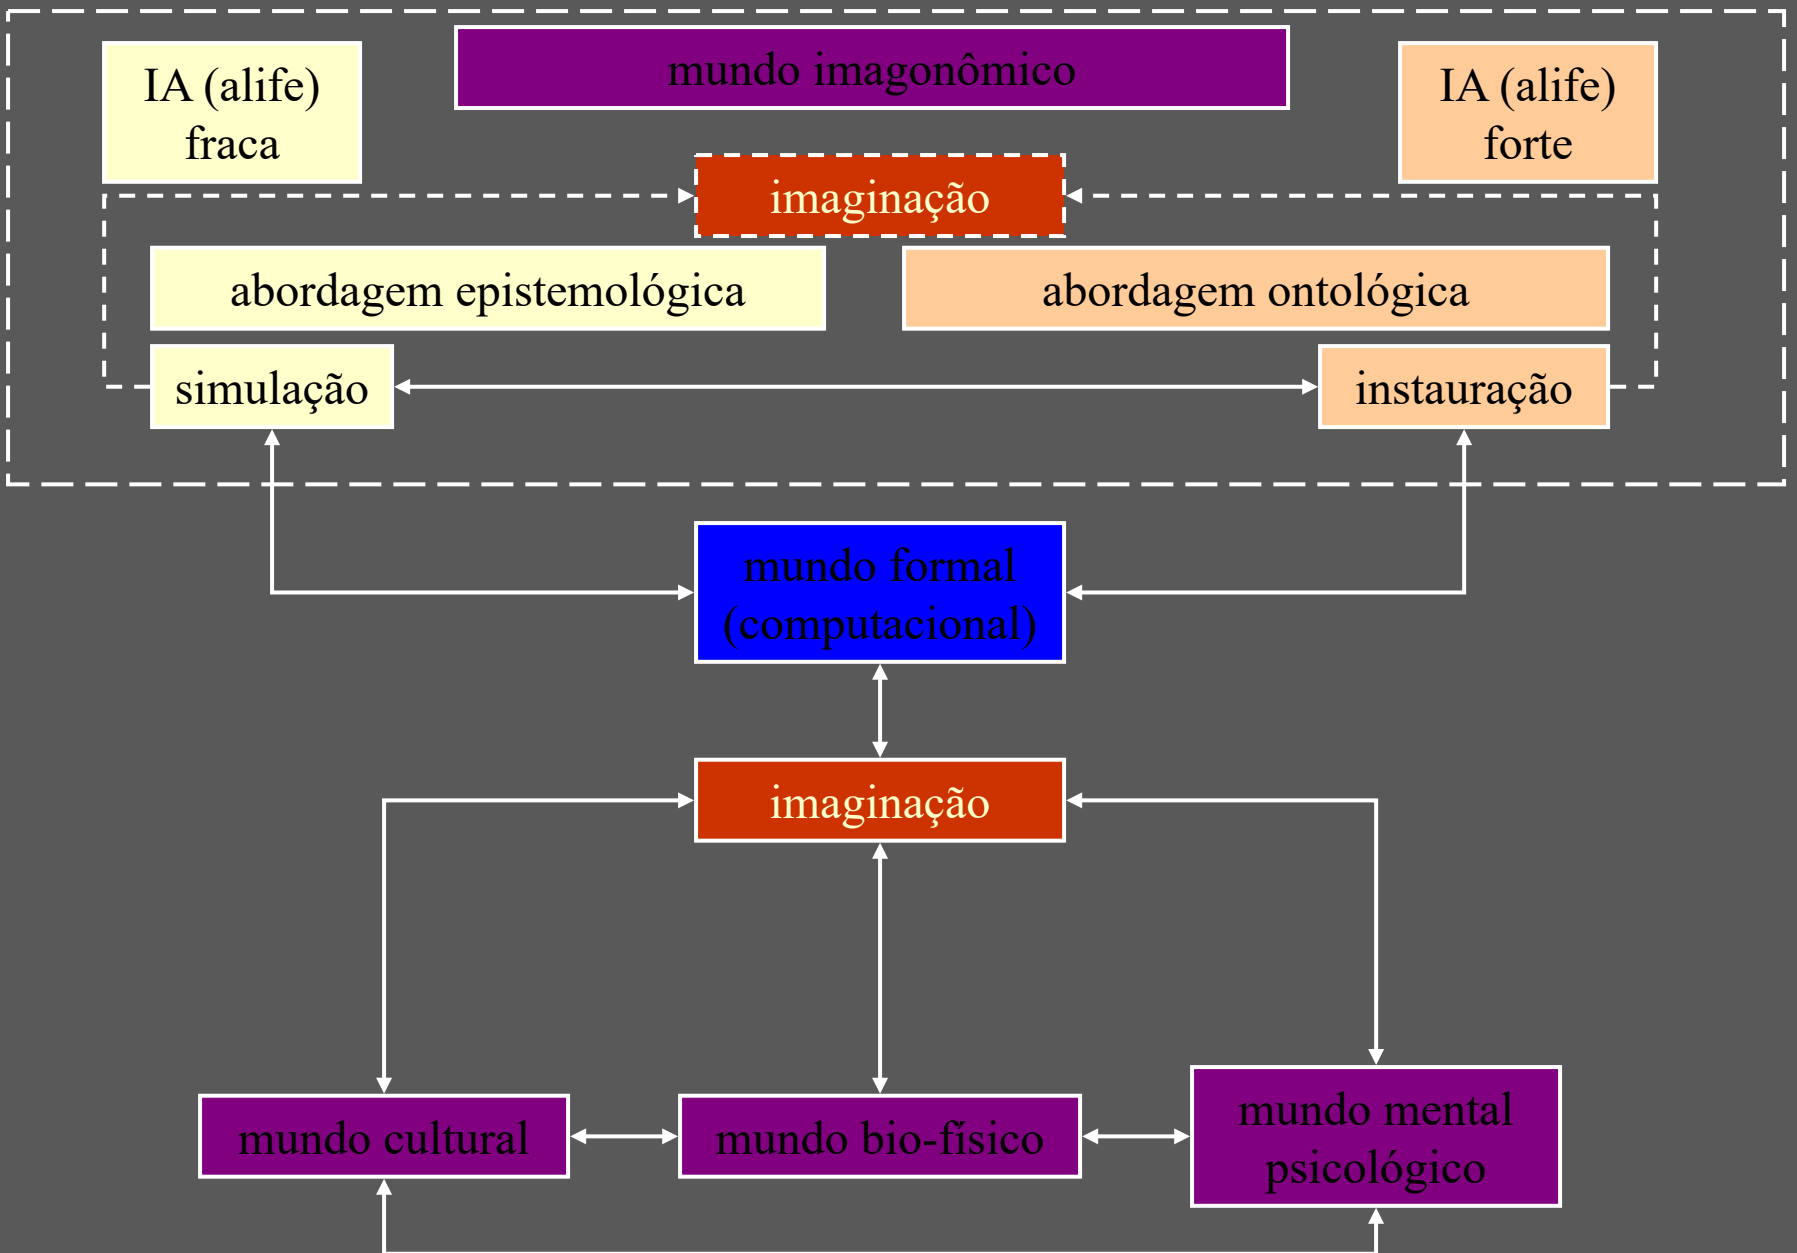 mundo imagonômico
IA (alife)
fraca
IA (alife)
forte
imaginação
abordagem epistemológica
abordagem ontológica
simulação
instauração
mundo formal
(computacional)
imaginação
mundo cultural
mundo bio-físico
mundo mental
psicológico